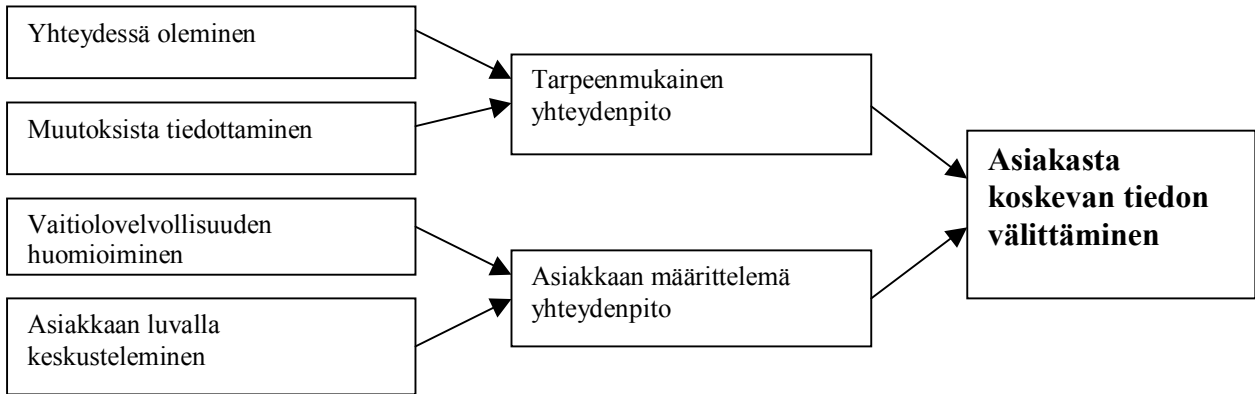 Yhteydessä oleminen
Muutoksista tiedottaminen
Vaitiolovelvollisuuden
huomioiminen
Asiakkaan luvalla
keskusteleminen
Tarpeenmukainen
yhteydenpito
Asiakkaan määrittelemä
yhteydenpito
Asiakasta
koskevan tiedon
välittäminen